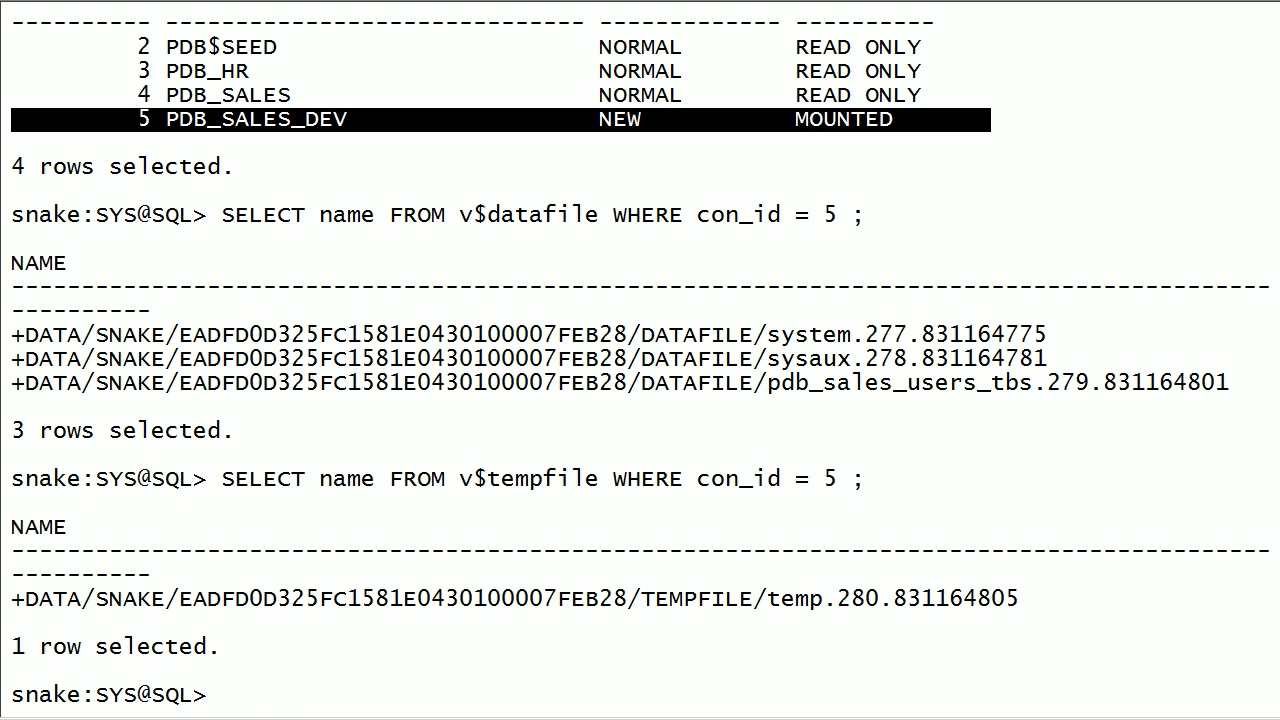 ---------- ------------------------------ ------------- ----------
         2 PDB$SEED                       NORMAL        READ ONLY
         3 PDB_HR                         NORMAL        READ ONLY
         4 PDB_SALES                      NORMAL        READ ONLY
         5 PDB_SALES_DEV                  NEW           MOUNTED
4 rows selected.
snake:SYS@SQL> SELECT name FROM v$datafile WHERE con_id = 5 ;
NAME
------------------------------------------------------------------------------------------
----------
+DATA/SNAKE/EADFD0D325FC1581E0430100007FEB28/DATAFILE/system.277.831164775
+DATA/SNAKE/EADFD0D325FC1581E0430100007FEB28/DATAFILE/sysaux.278.831164781
+DATA/SNAKE/EADFD0D325FC1581E0430100007FEB28/DATAFILE/pdb_sales_users_tbs.279.831164801
3 rows selected.
snake:SYS@SQL> SELECT name FROM v$tempfile WHERE con_id = 5 ;
NAME
------------------------------------------------------------------------------------------
----------
+DATA/SNAKE/EADFD0D325FC1581E0430100007FEB28/TEMPFILE/temp.280.831164805
1 row selected.
snake:SYS@SQL>